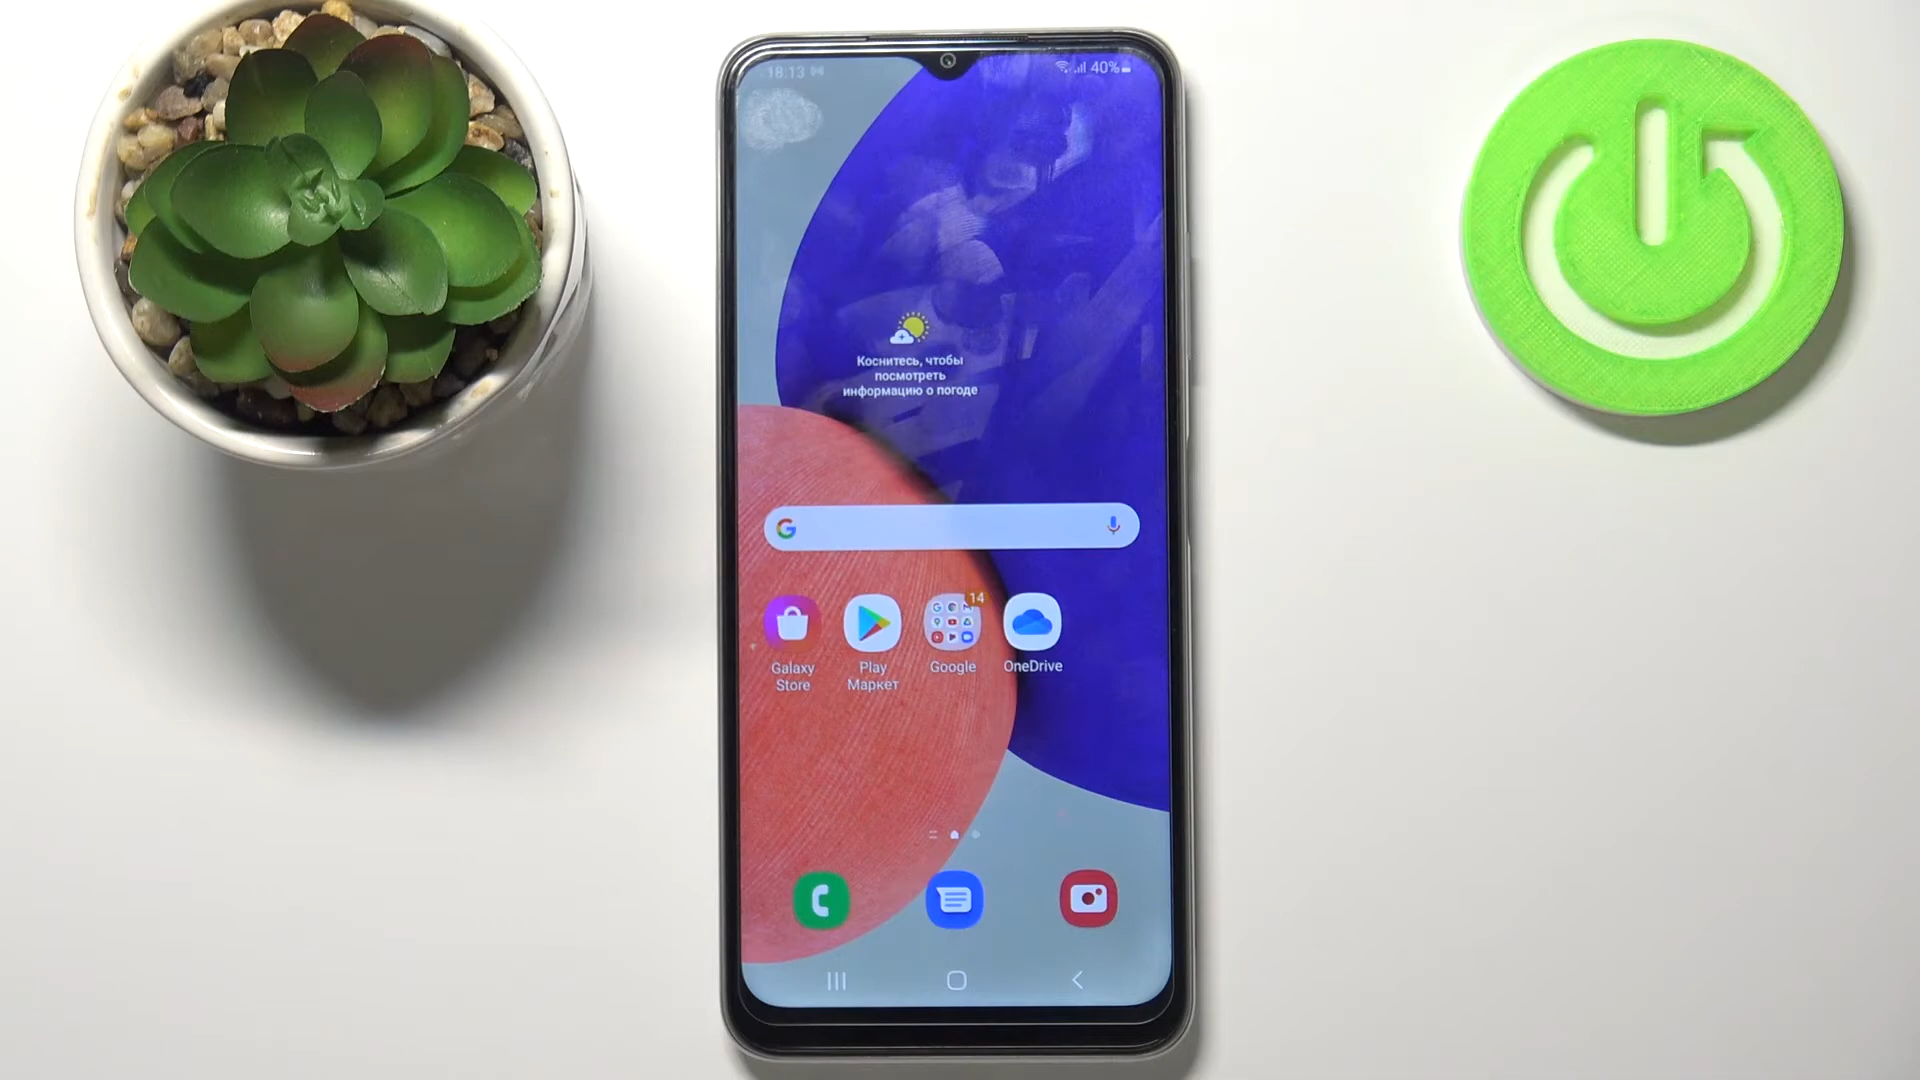 18:13
40%
Коснитесь, чтобы
посмотреть
информацию о погоде
14
Galaxy
Store
Play
Маркет
Google
OneDrive